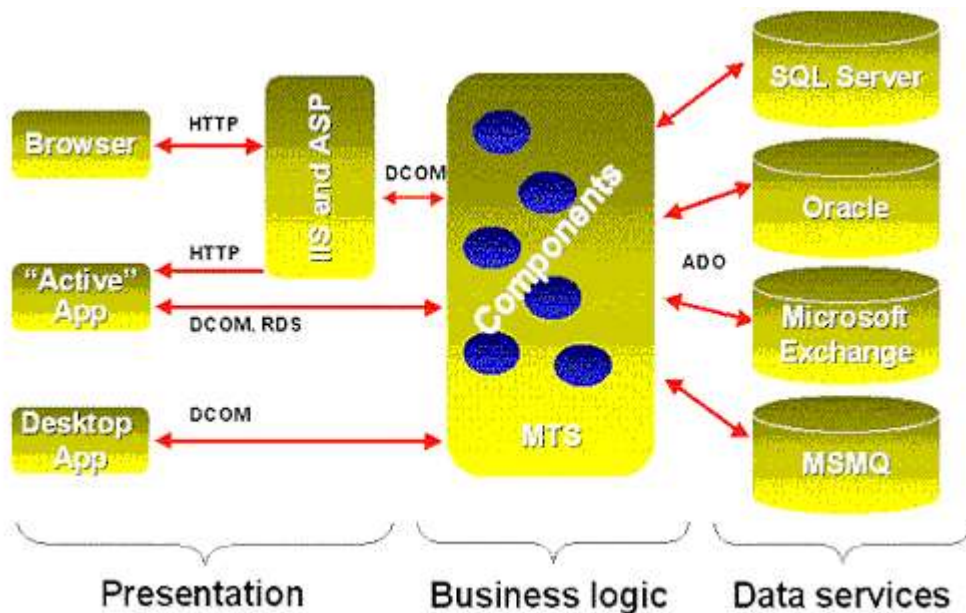 Browser
HTTP
IIS and ASP
DCOM
HTTP
"Active"
App
DCOM, RDS
Desktop
App
DCOM
Components
MTS
ADO
SQL Server
Oracle
Microsoft
Exchange
MSMQ
Presentation
Business logic
Data services